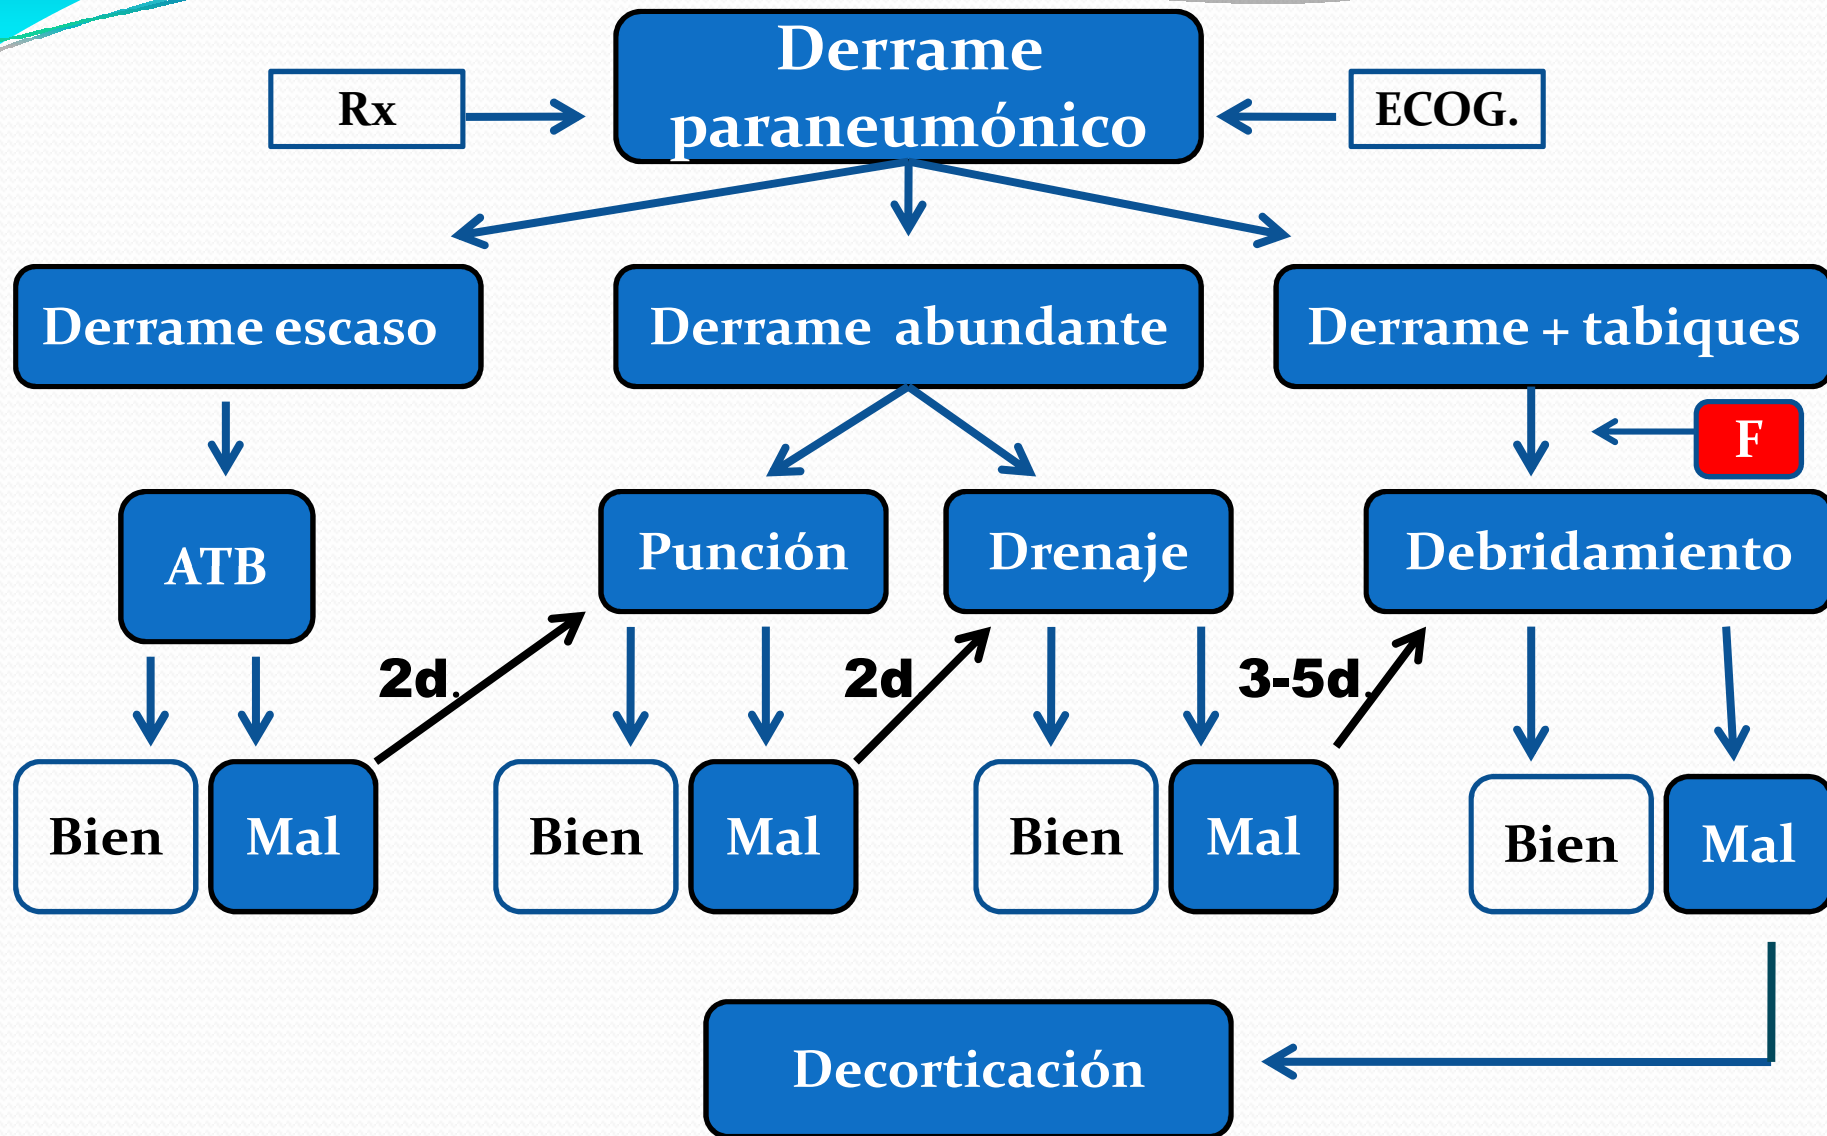 Derrame
paraneumónico
Rx
ECOG.
Derrame escaso
Derrame abundante
Derrame + tabiques
F
ATB
Punción
Drenaje
Debridamiento
2d.
2d.
3-5d.
Bien
Mal
Bien
Mal
Bien
Mal
Bien
Mal
Decorticación